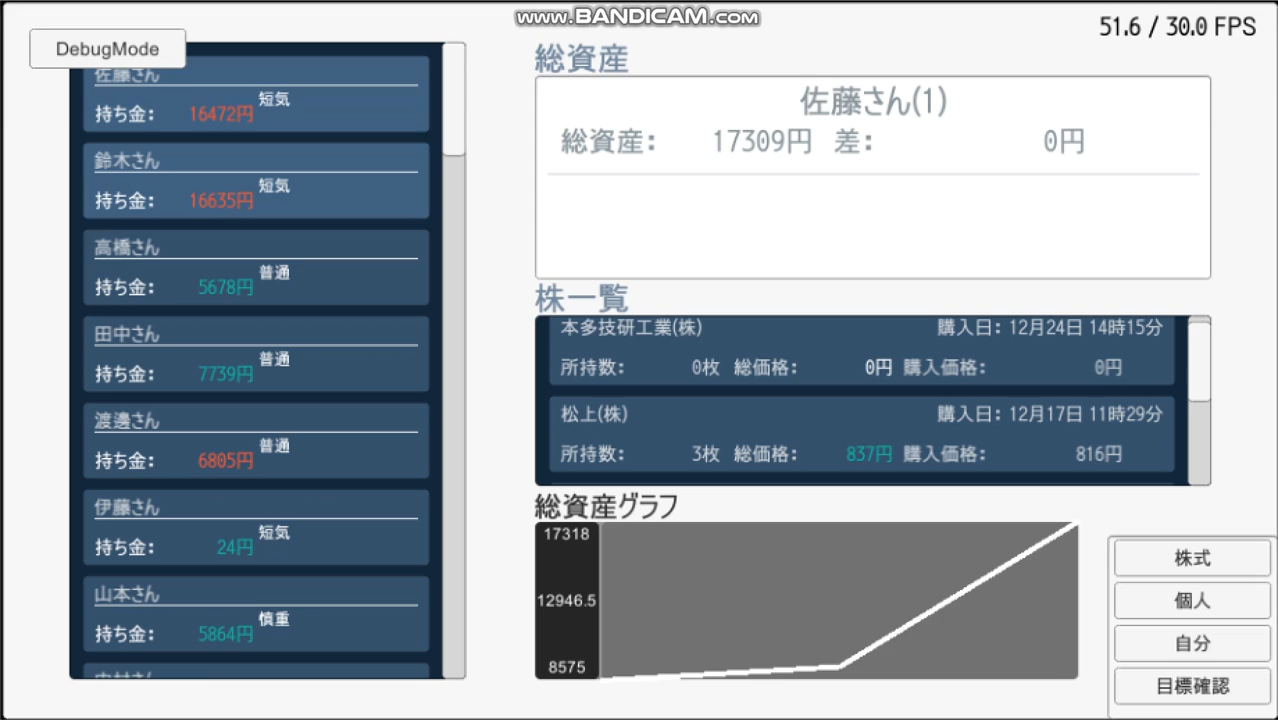 www.BANDICAM.com
51.6 / 30.0 FPS
DebugMode
佐藤さん
短気
持ち金: 16472円
鈴木さん
短気
持ち金: 16635円
高橋さん
普通
持ち金: 5678円
田中さん
普通
持ち金: 7739円
渡邊さん
普通
持ち金: 6805円
伊藤さん
短気
持ち金: 24円
山本さん
慎重
持ち金: 5864円
総資産
佐藤さん(1)
総資産: 17309円 差: 0円
株一覧
本多技研工業(株) 購入日: 12月24日 14時15分
所持数: 0枚 総価格: 0円 購入価格: 0円
松上(株) 購入日: 12月17日 11時29分
所持数: 3枚 総価格: 837円 購入価格: 816円
総資産グラフ
17318
12946.5
8575
株式
個人
自分
目標確認